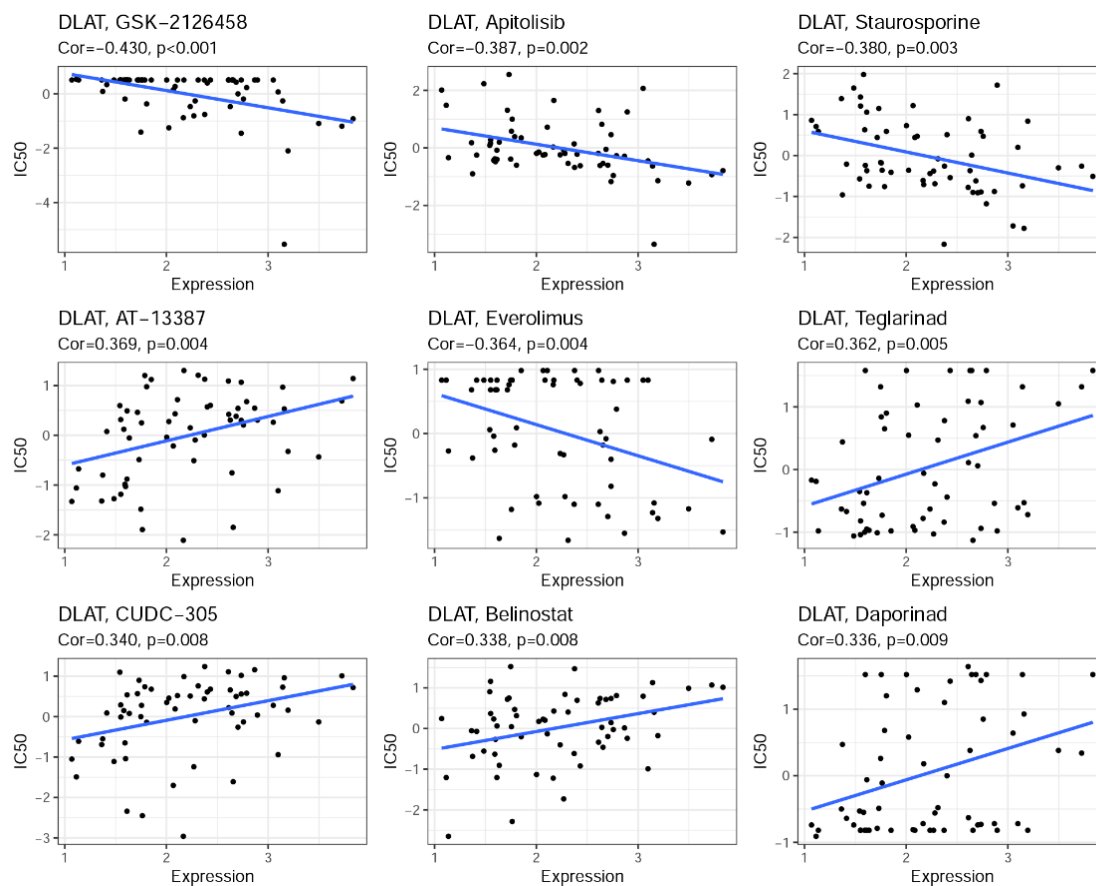 DLAT, GSK−2126458
Cor=−0.430, p<0.001
0
−2
−4
IC50
1
2
3
Expression
DLAT, Apitolisib
Cor=−0.387, p=0.002
2
0
−2
IC50
1
2
3
Expression
DLAT, Staurosporine
Cor=−0.380, p=0.003
2
1
0
−1
−2
IC50
1
2
3
Expression
DLAT, AT−13387
Cor=0.369, p=0.004
1
0
−1
−2
IC50
1
2
3
Expression
DLAT, Everolimus
Cor=−0.364, p=0.004
1
0
−1
IC50
1
2
3
Expression
DLAT, Teglarinad
Cor=0.362, p=0.005
1
0
−1
IC50
1
2
3
Expression
DLAT, CUDC−305
Cor=0.340, p=0.008
1
0
−1
−2
−3
IC50
1
2
3
Expression
DLAT, Belinostat
Cor=0.338, p=0.008
1
0
−1
−2
IC50
1
2
3
Expression
DLAT, Daporinad
Cor=0.336, p=0.009
1
0
−1
IC50
1
2
3
Expression